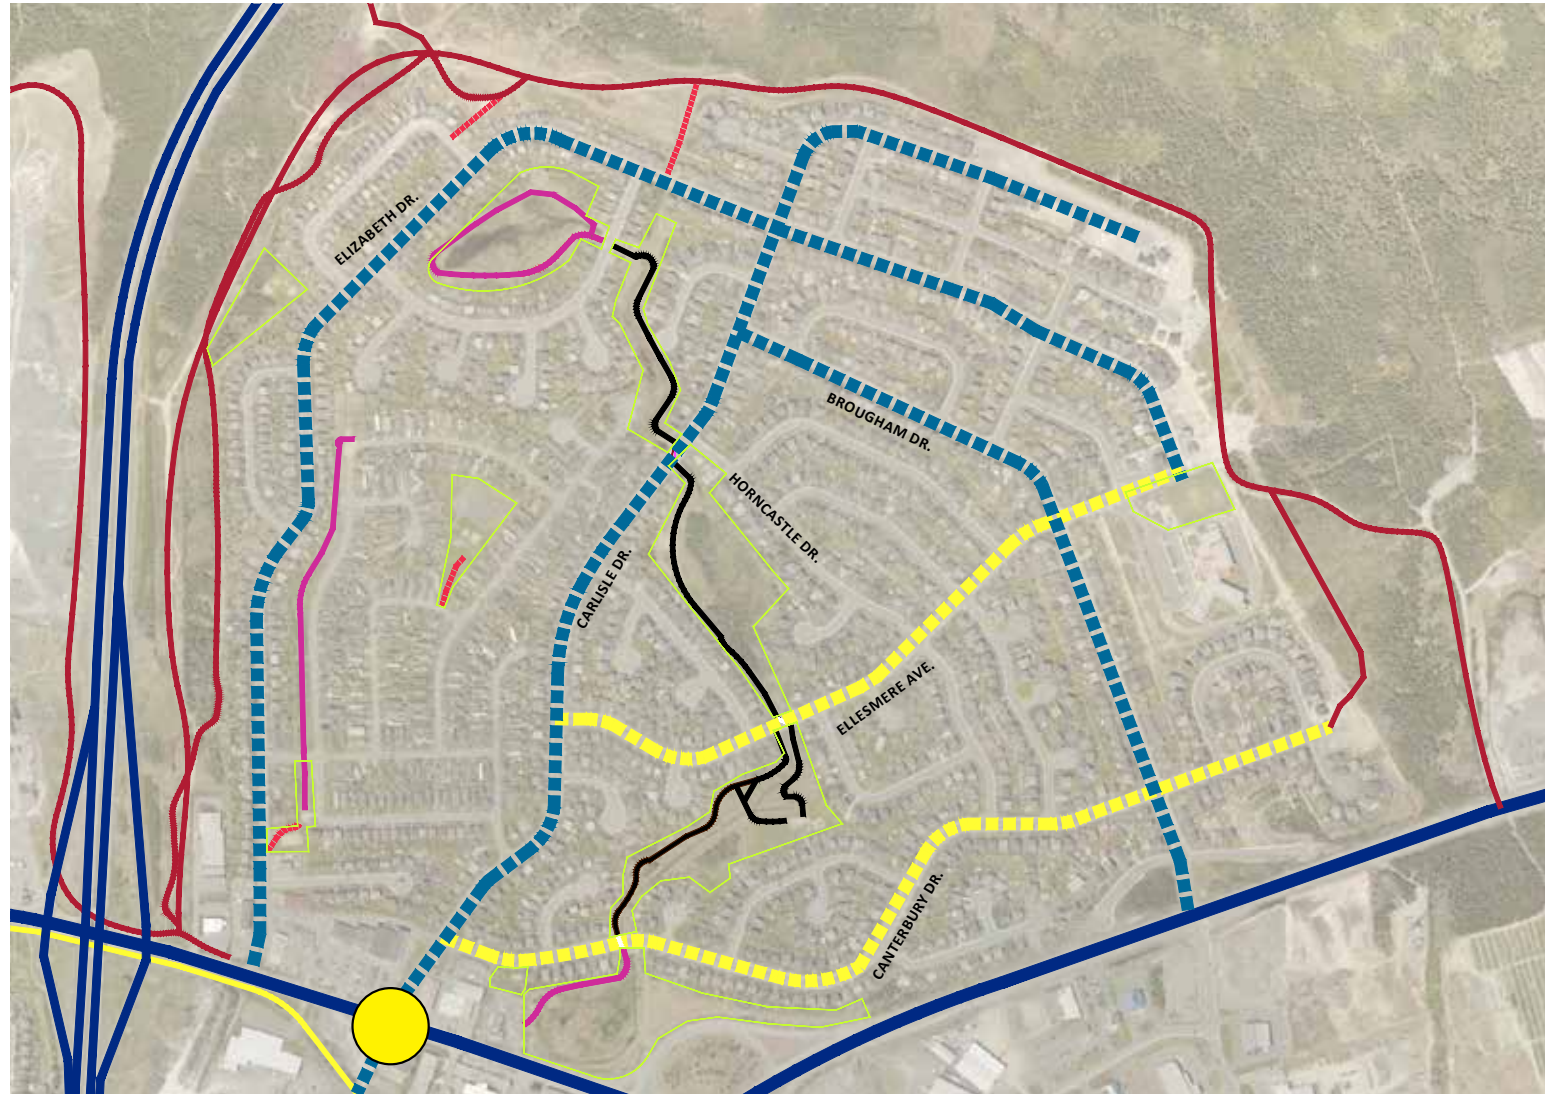 ELIZABETH DR.
BROUGHAM DR.
HORNCASTLE DR.
CARLISLE DR.
ELLESMERE AVE.
CANTERBURY DR.